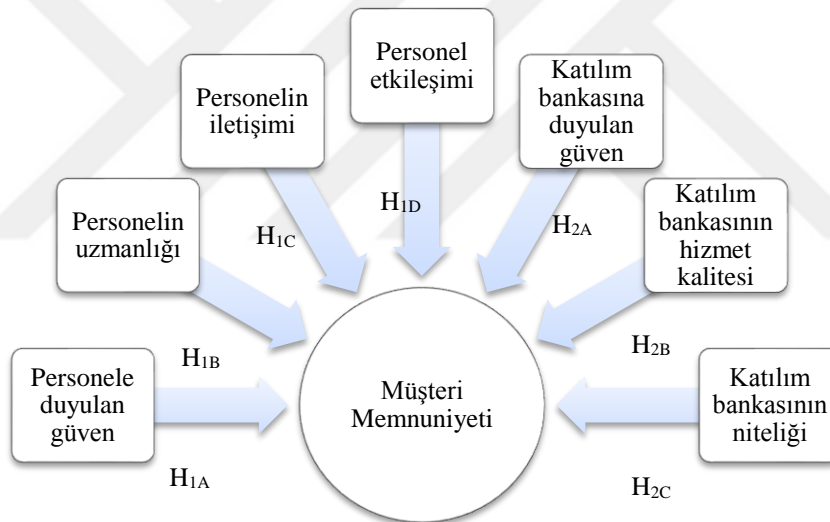 Personel
etkileşimi
Personelin
iletişimi
Katılım
bankasına
duyulan
güven
Personelin
uzmanlığı
Katılım
bankasının
hizmet
kalitesi
H1D
H1C
H2A
H1B
H2B
Personele
duyulan
güven
Müşteri
Memnuniyeti
Katılım
bankasının
niteliği
H1A
H2C